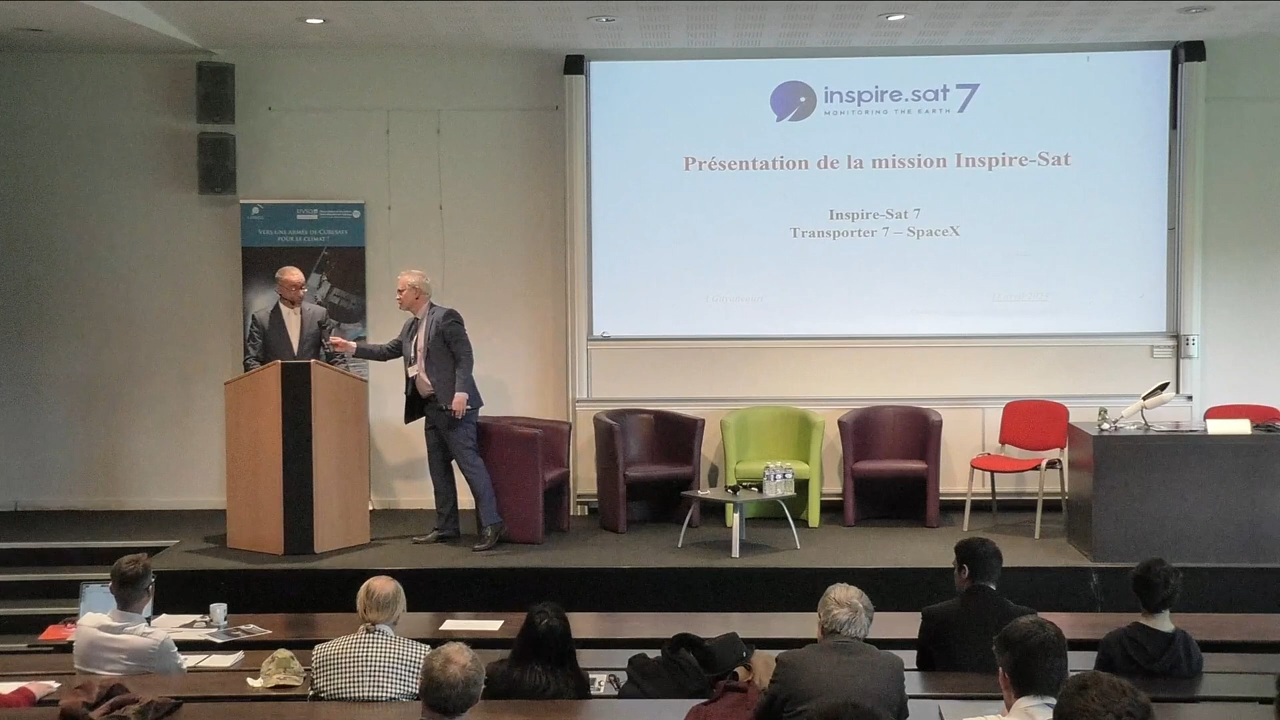 inspire.sat 7
MONITORING THE EARTH
Présentation de la mission Inspire-Sat
Inspire-Sat 7
Transporter 7 – SpaceX
UVSQ
VERS UNE ARMÉE DE CUBESATS
POUR LE CLIMAT ?